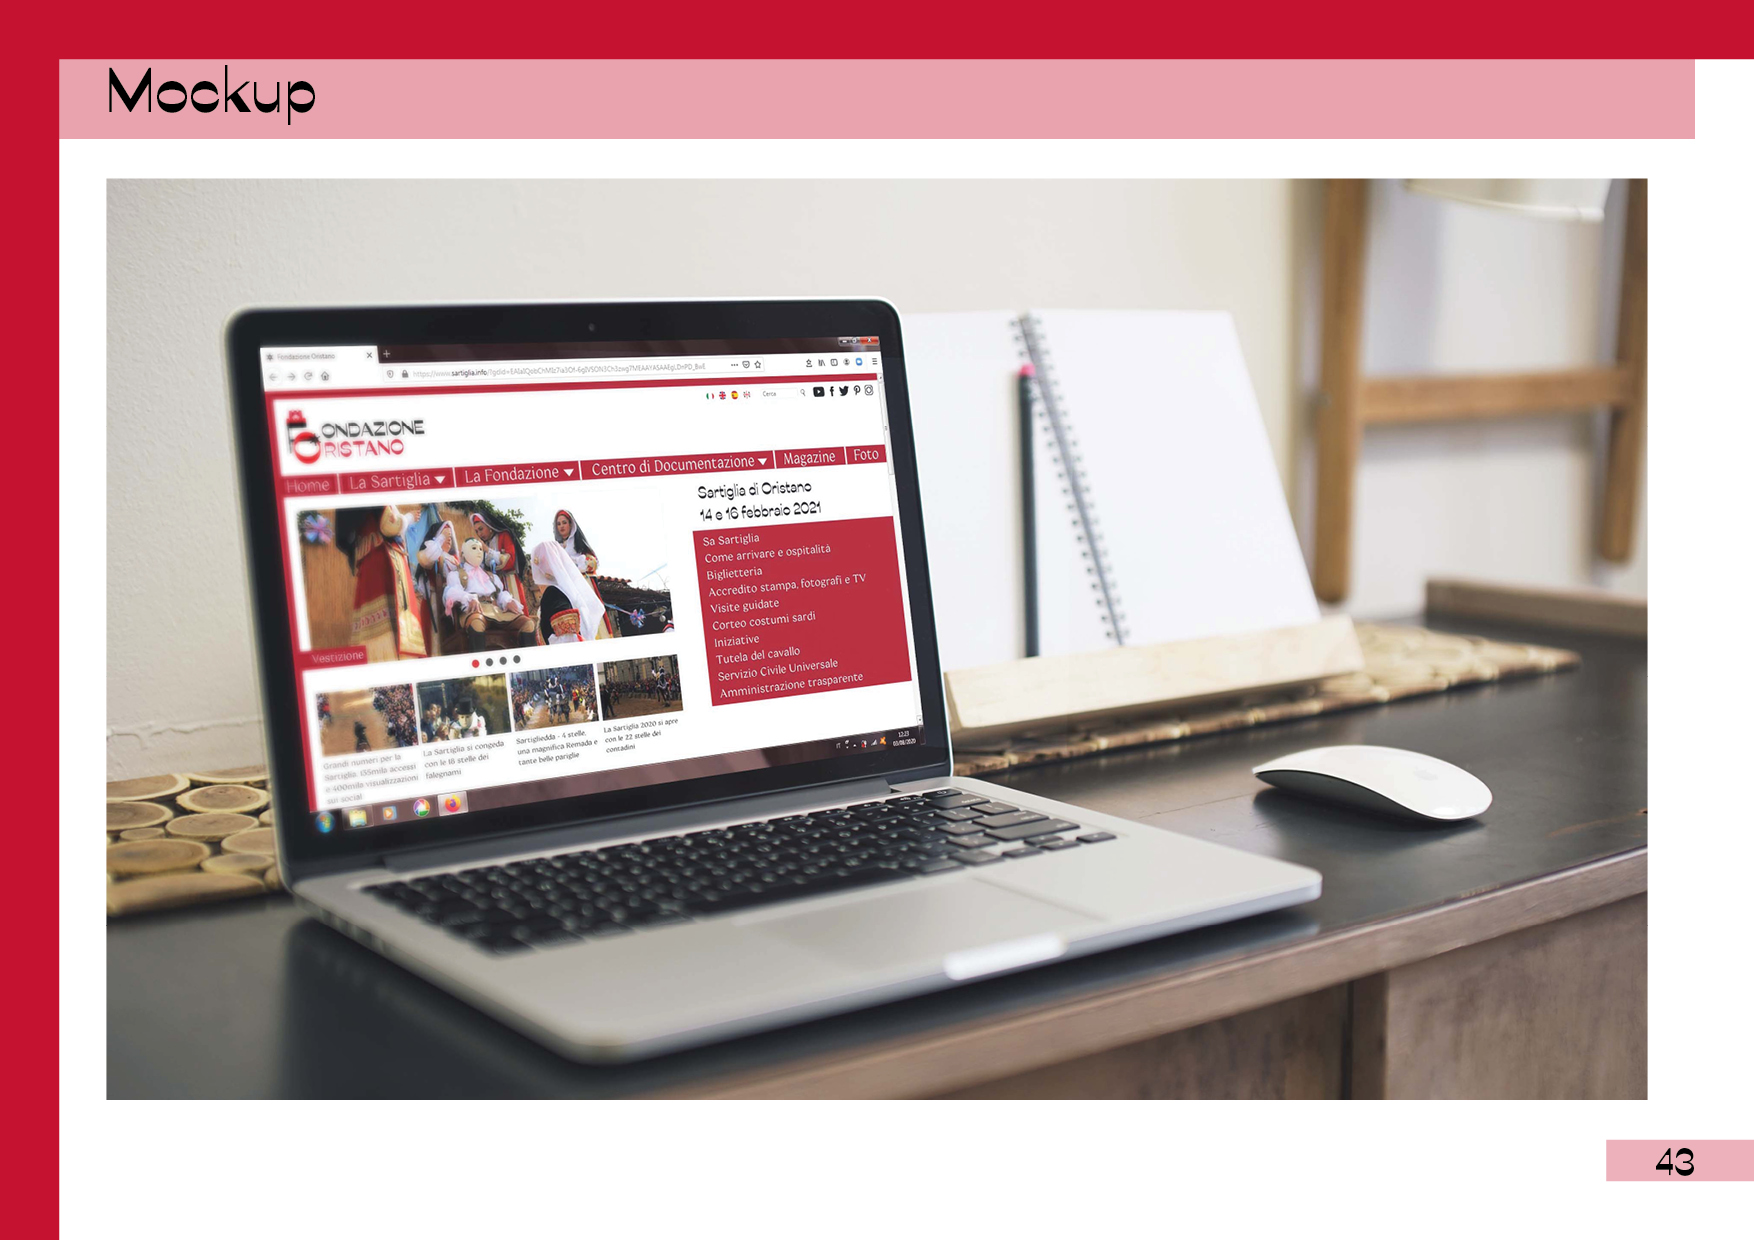 Mockup
Fondazione Oristano
https://www.sartiglia.info/
Cerca
FONDAZIONE
ORISTANO
Home
La Sartiglia
La Fondazione
Centro di Documentazione
Magazine
Foto
Sartiglia di Oristano
14 e 16 febbraio 2021
Sa Sartiglia
Come arrivare e ospitalità
Biglietteria
Accredito stampa, fotografi e TV
Visite guidate
Corteo costumi sardi
Iniziative
Tutela del cavallo
Servizio Civile Universale
Amministrazione trasparente
Vestizione
Grandi numeri per la
Sartiglia, 135mila accessi
e 400mila visualizzazioni
sui social
La Sartiglia si congeda
con le 18 stelle dei
falegnami
Sartigliedda - 4 stelle,
una magnifica Remada e
tante belle pariglie
La Sartiglia 2020 si apre
con le 22 stelle dei
contadini
IT
12:23
03/08/2020
43